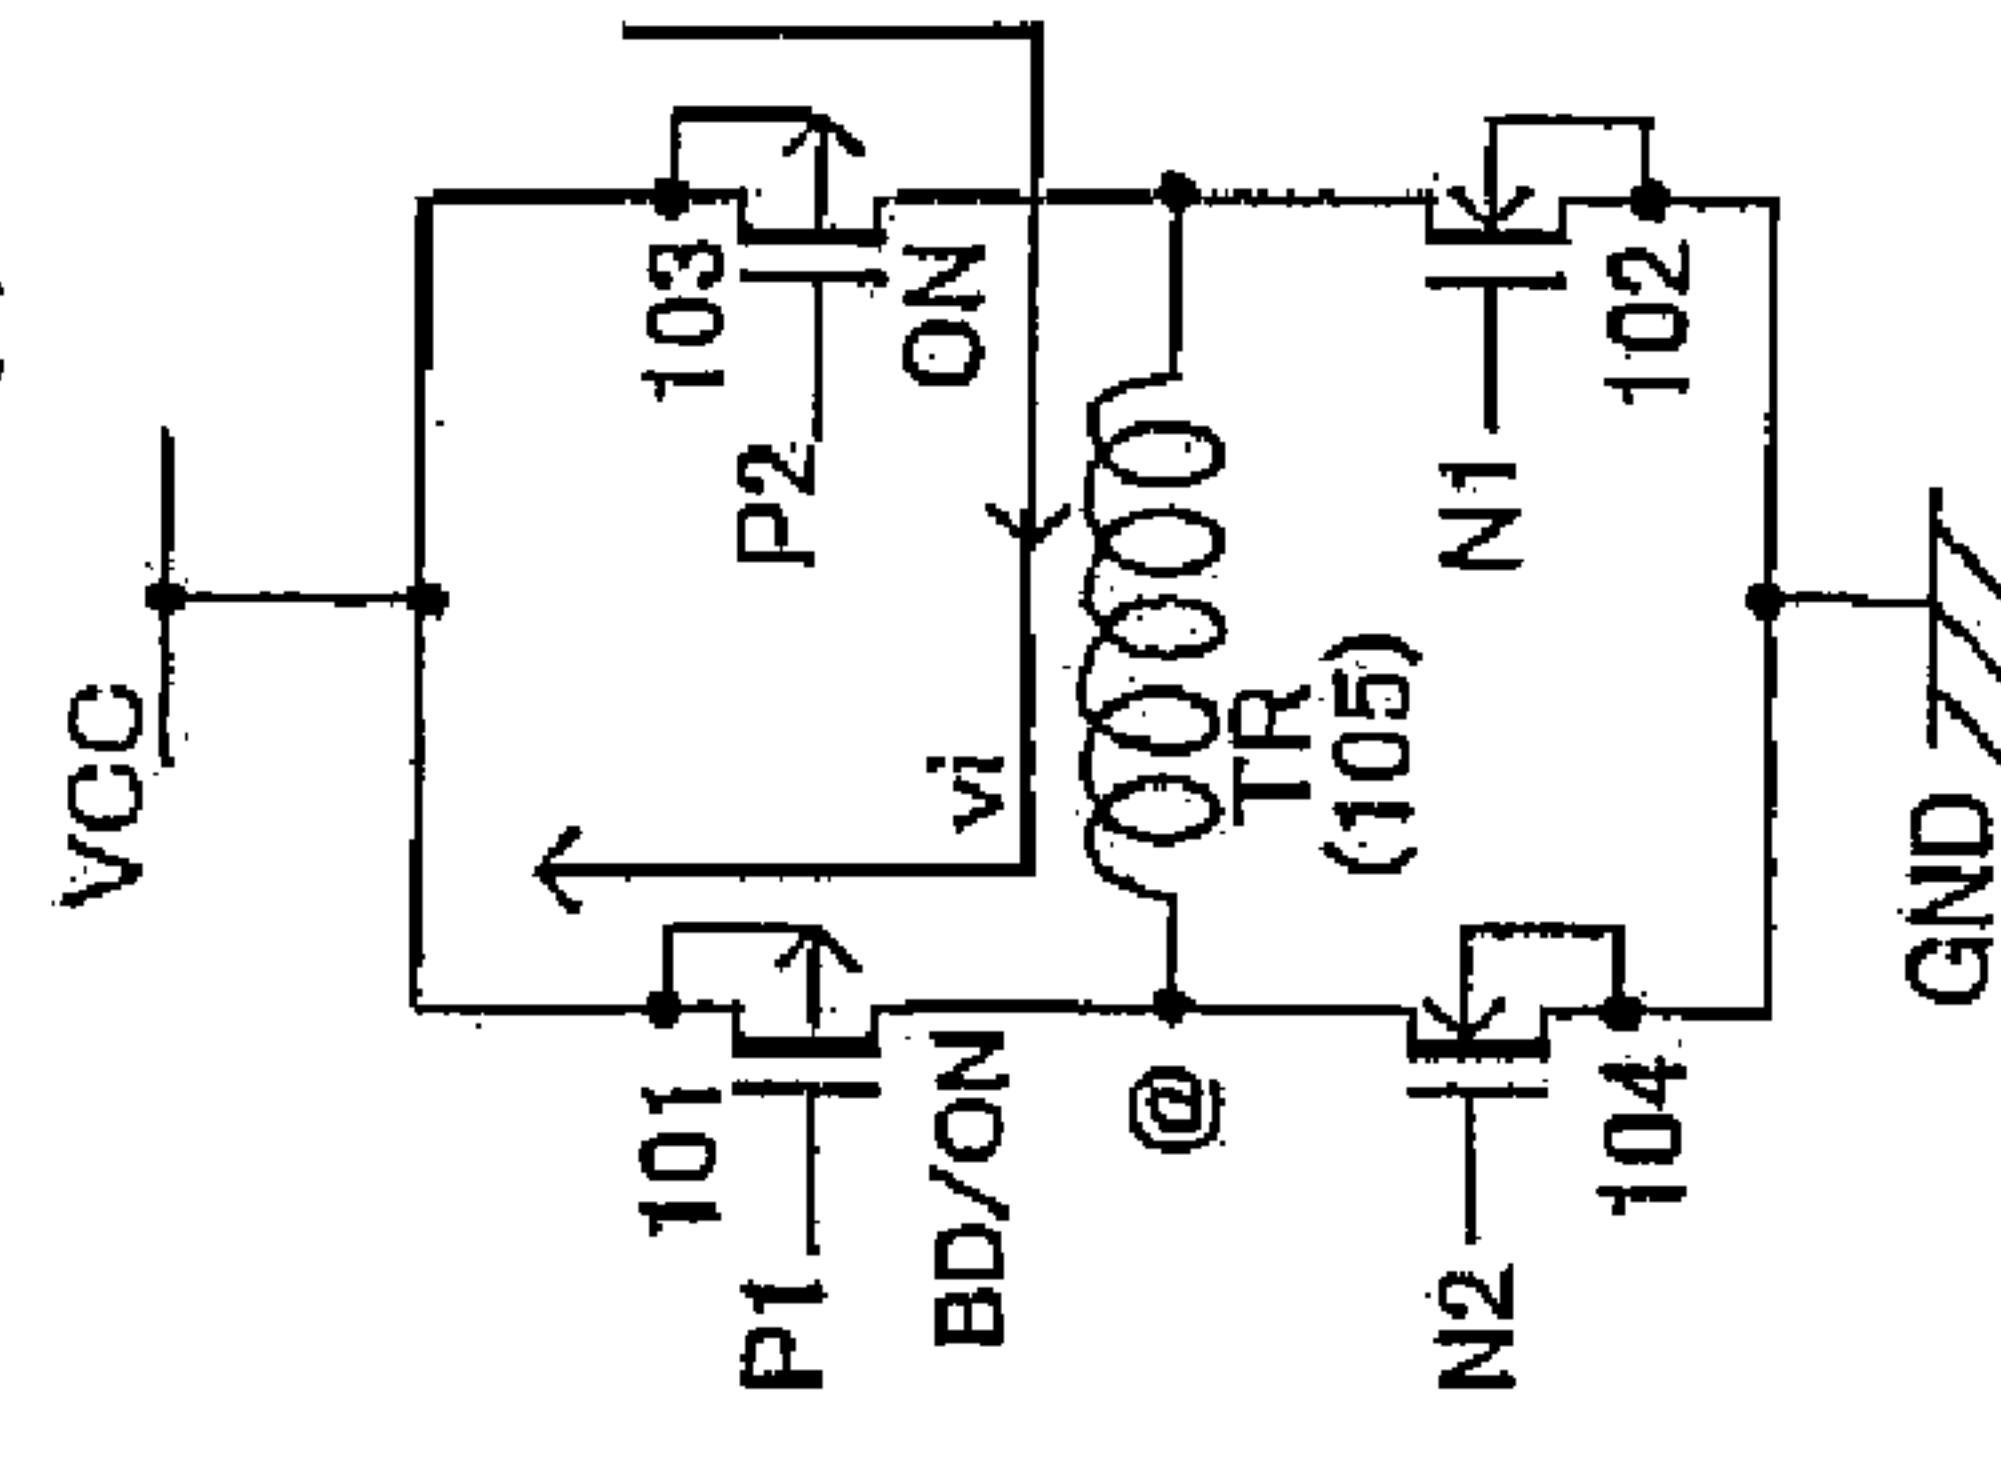 VCC
103
P2
ON
101
P1
BD/ON
vi
TR
(105)
@
N1
102
N2
104
GND